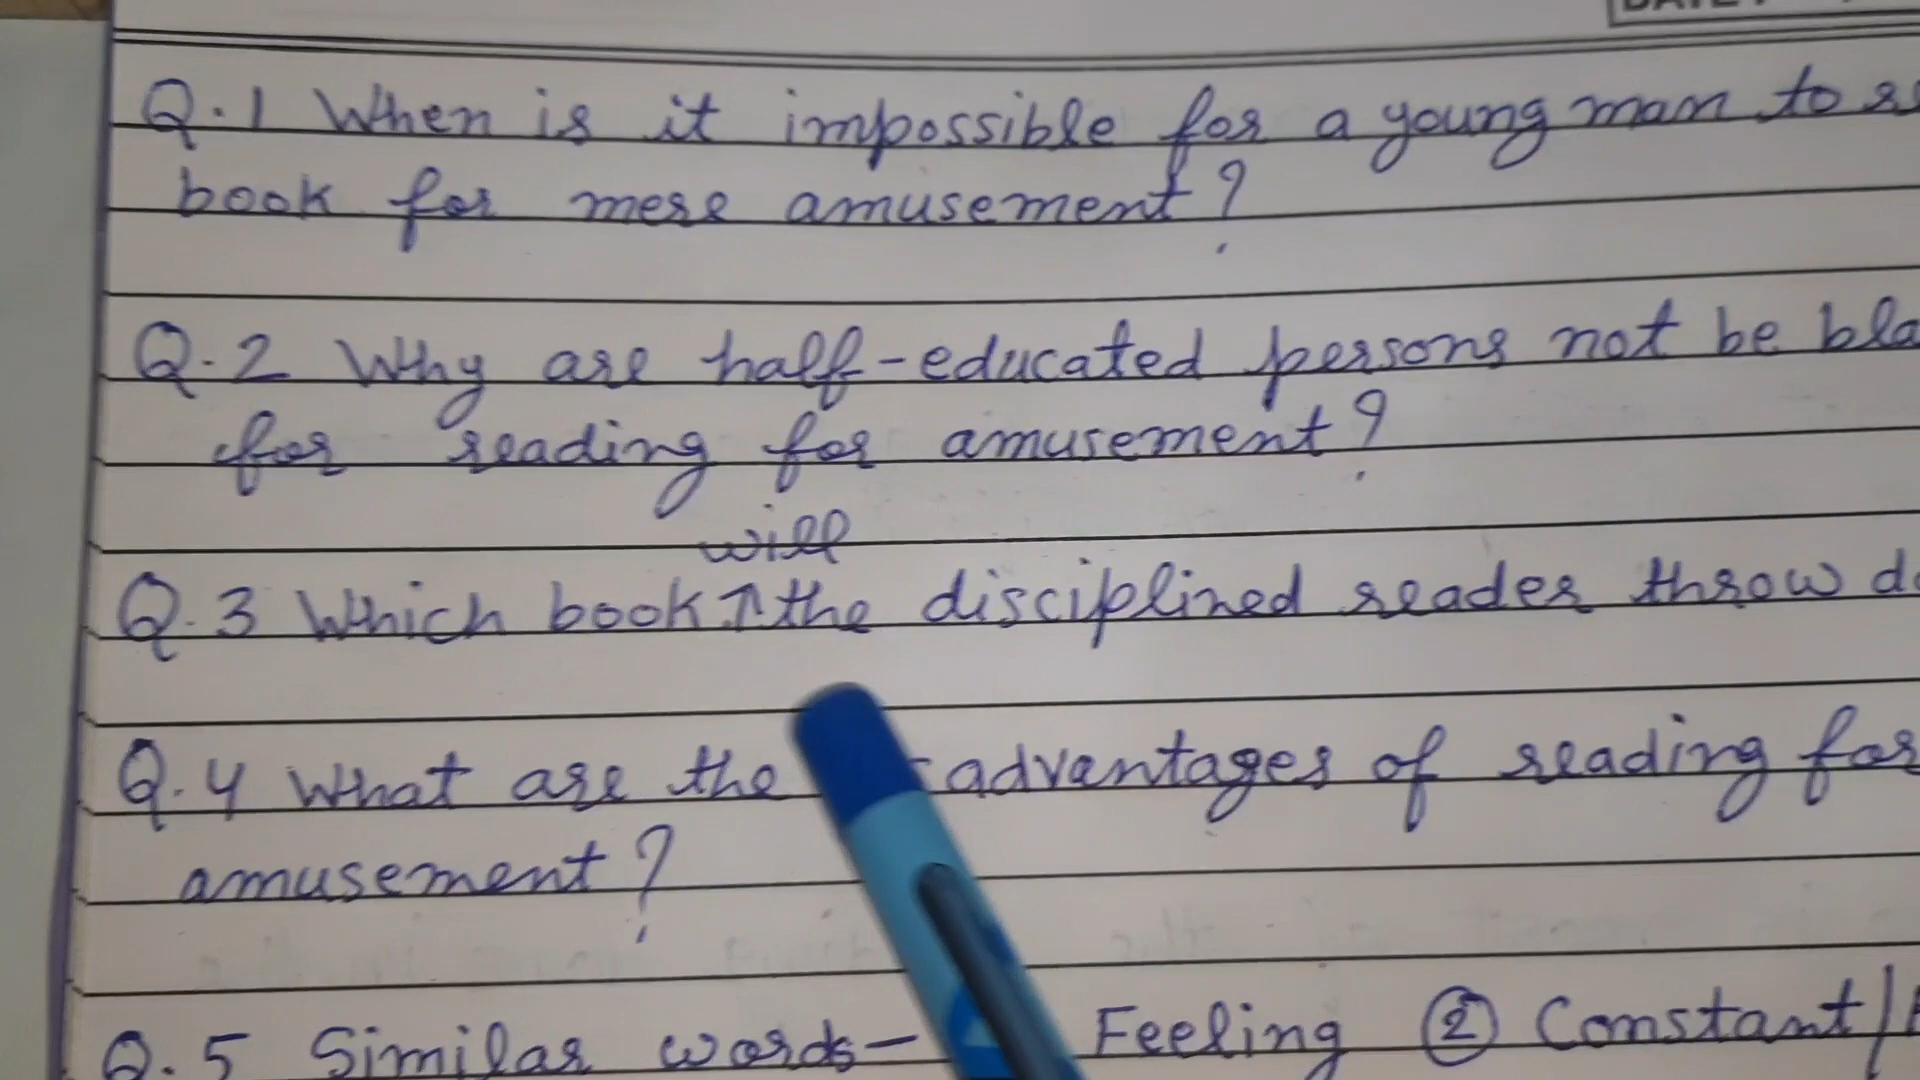 Q.1 When is it impossible for a young man to
book for mere amusement?
Q.2 Why are half-educated persons not be
for reading for amusement?
will
Q.3 Which book↑the disciplined reader throw
Q.4 What are the advantages of reading for
amusement?
Q.5 Similar words- Feeling ② Constant/